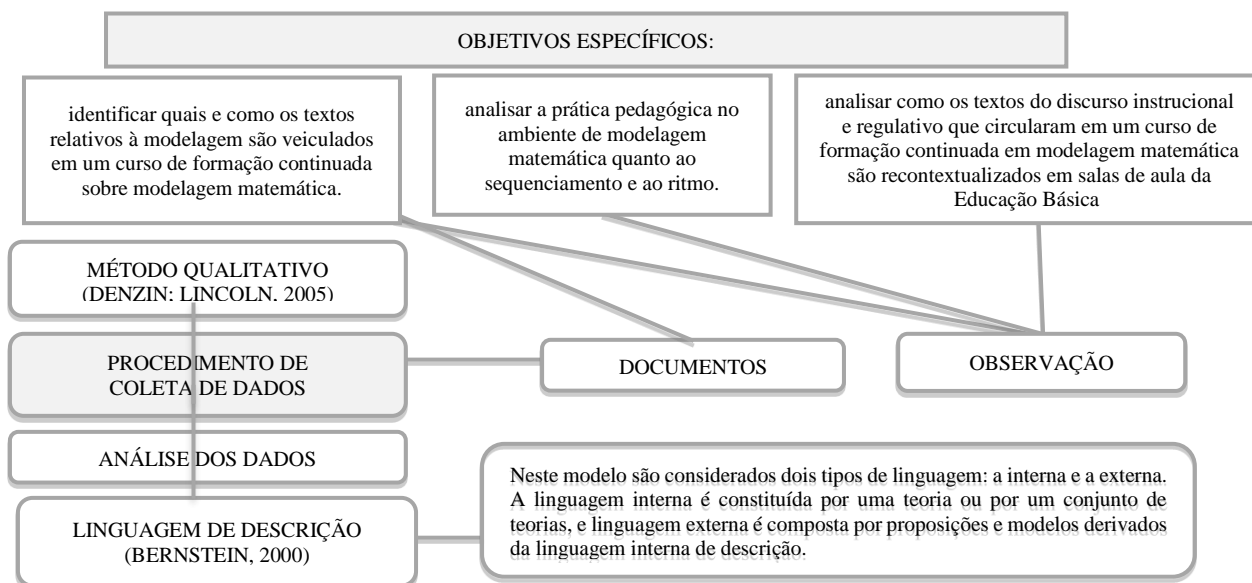 OBJETIVOS ESPECÍFICOS:
identificar quais e como os textos
relativos à modelagem são veiculados
em um curso de formação continuada
sobre modelagem matemática.
analisar a prática pedagógica no
ambiente de modelagem
matemática quanto ao
sequenciamento e ao ritmo.
analisar como os textos do discurso instrucional
e regulativo que circularam em um curso de
formação continuada em modelagem matemática
são recontextualizados em salas de aula da
Educação Básica
MÉTODO QUALITATIVO
(DENZIN; LINCOLN, 2005)
PROCEDIMENTO DE
COLETA DE DADOS
DOCUMENTOS
OBSERVAÇÃO
ANÁLISE DOS DADOS
LINGUAGEM DE DESCRIÇÃO
(BERNSTEIN, 2000)
Neste modelo são considerados dois tipos de linguagem: a interna e a externa.
A linguagem interna é constituída por uma teoria ou por um conjunto de
teorias, e linguagem externa é composta por proposições e modelos derivados
da linguagem interna de descrição.